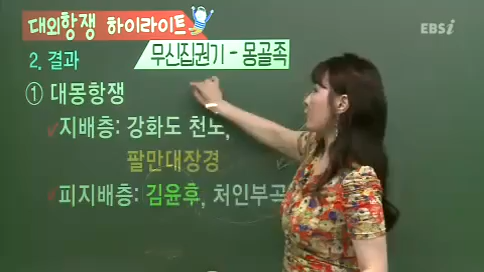 대외항쟁 하이라이트
EBSi
2. 결과
무신집권기 - 몽골족
① 대몽항쟁
✓지배층: 강화도 천노,
팔만대장경
✓피지배층: 김윤후, 처인부곡